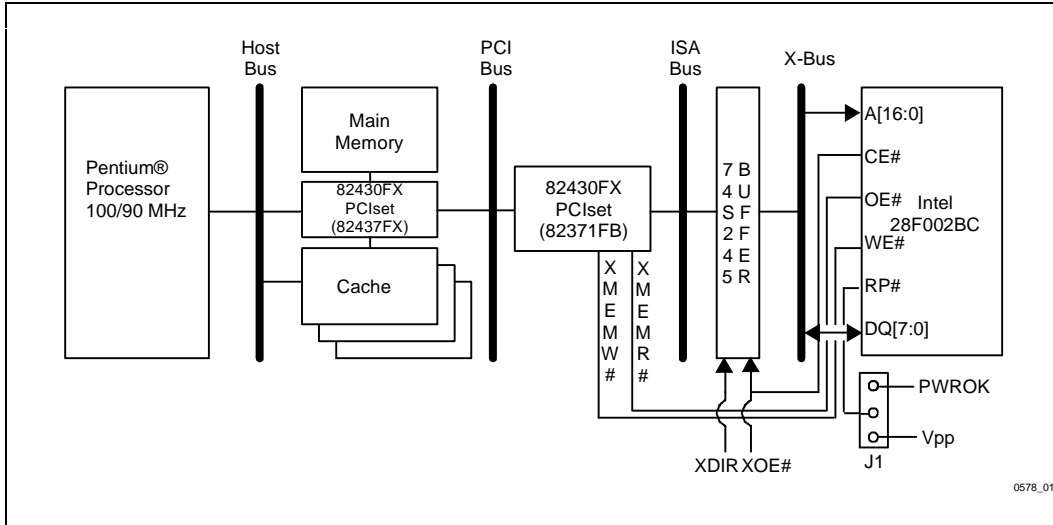 Host
Bus
PCI
Bus
ISA
Bus
X-Bus
Pentium®
Processor
100/90 MHz
Main
Memory
82430FX
PCIset
(82437FX)
Cache
82430FX
PCIset
(82371FB)
XMEMW#
XMEMR#
74S245
BUFFER
A[16:0]
CE#
OE#
Intel
28F002BC
WE#
RP#
DQ[7:0]
PWROK
Vpp
J1
XDIR XOE#
0578_01